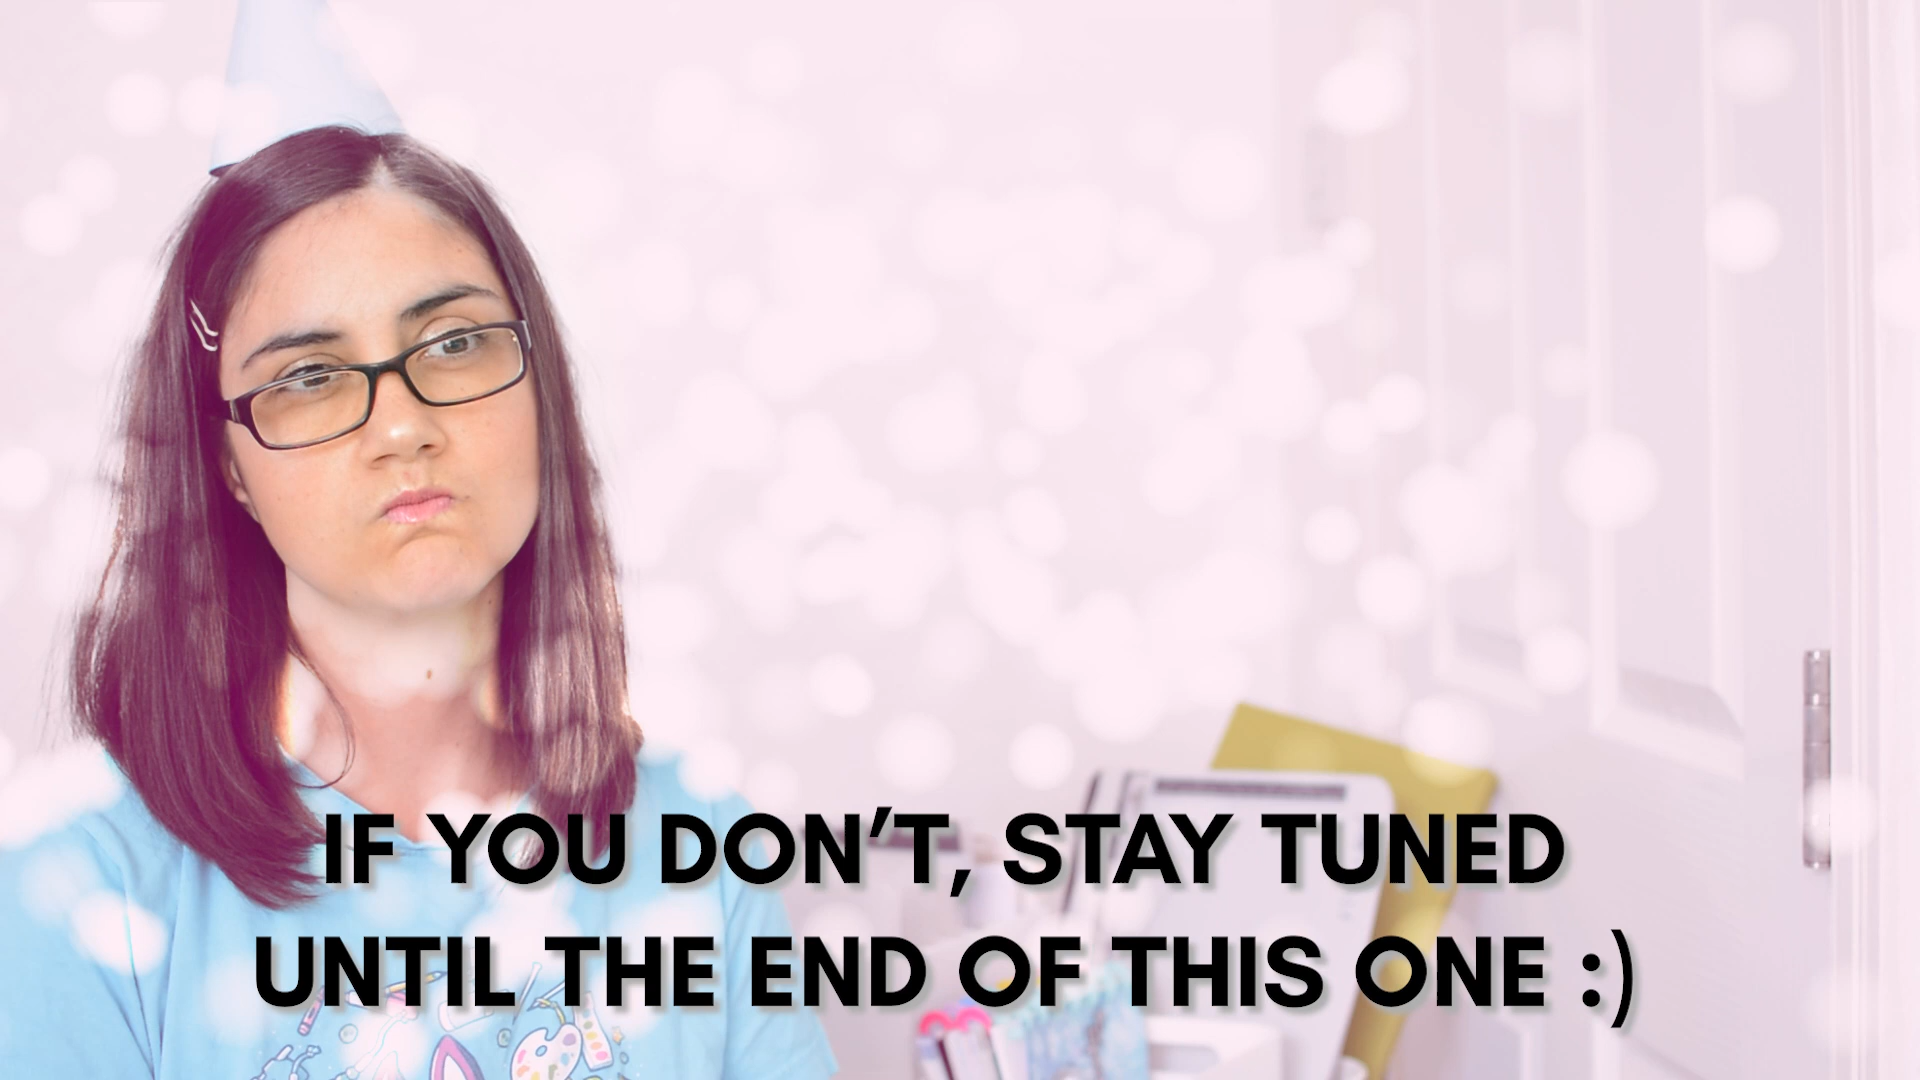 IF YOU DON'T, STAY TUNED
UNTIL THE END OF THIS ONE :)